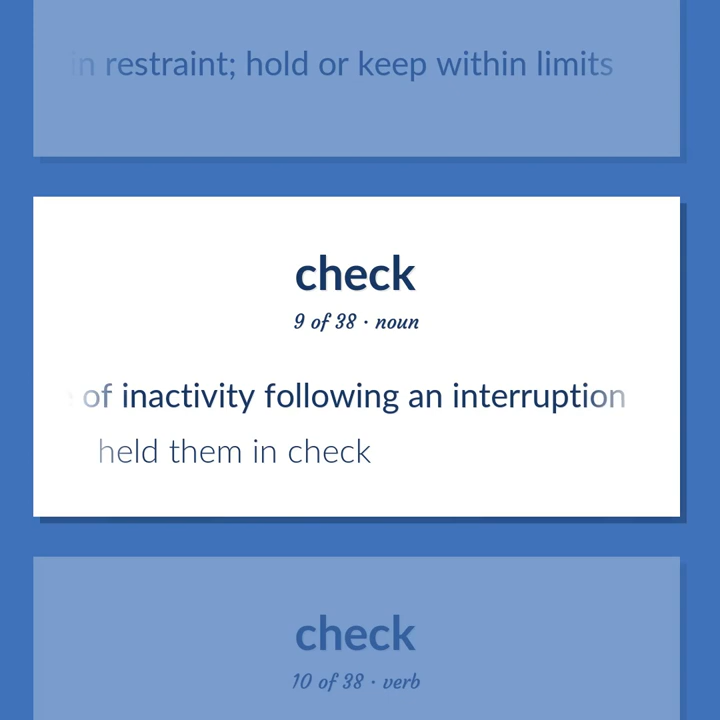 in restraint; hold or keep within limits
check
9 of 38 · noun
of inactivity following an interruption
held them in check
check
10 of 38 · verb